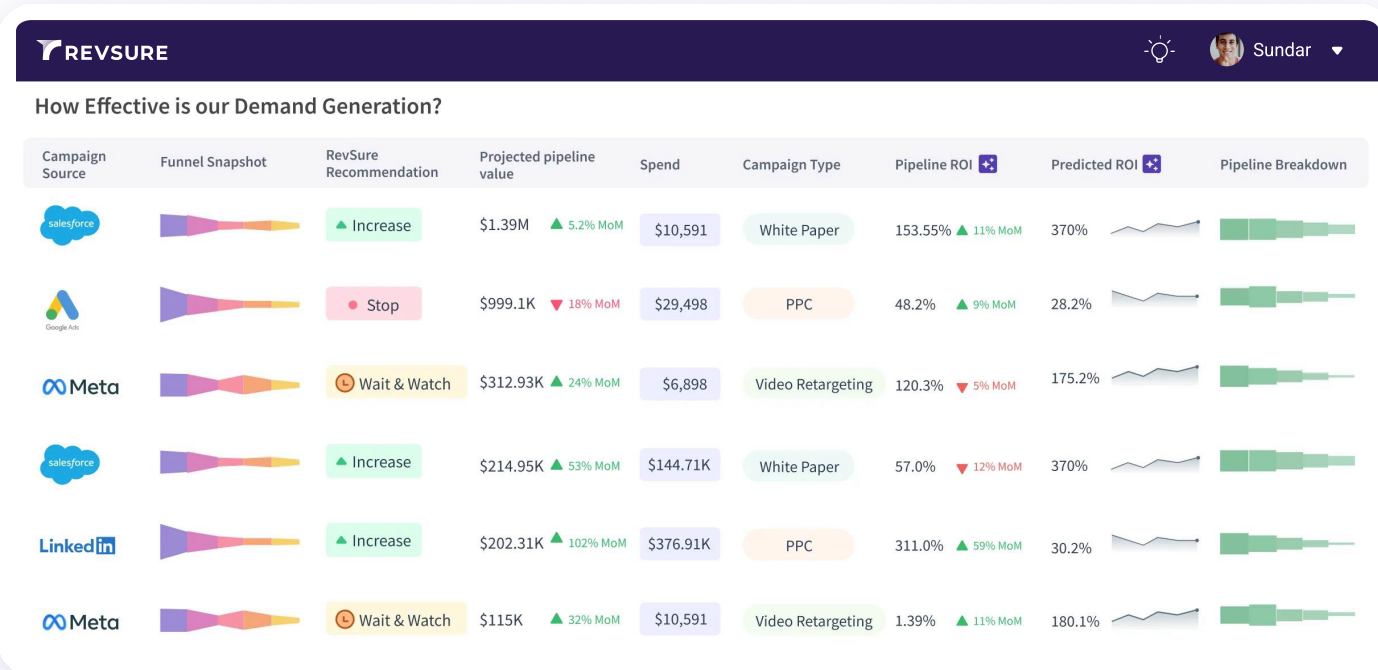 REVSURE
Sundar
How Effective is our Demand Generation?
Campaign Source
Funnel Snapshot
RevSure Recommendation
Projected pipeline value
Spend
Campaign Type
Pipeline ROI
Predicted ROI
Pipeline Breakdown
salesforce
Increase
$1.39M
5.2% MoM
$10,591
White Paper
153.55%
11% MoM
370%
Google Ads
Stop
$999.1K
18% MoM
$29,498
PPC
48.2%
9% MoM
28.2%
Meta
Wait & Watch
$312.93K
24% MoM
$6,898
Video Retargeting
120.3%
5% MoM
175.2%
salesforce
Increase
$214.95K
53% MoM
$144.71K
White Paper
57.0%
12% MoM
370%
Linkedin
Increase
$202.31K
102% MoM
$376.91K
PPC
311.0%
59% MoM
30.2%
Meta
Wait & Watch
$115K
32% MoM
$10,591
Video Retargeting
1.39%
11% MoM
180.1%